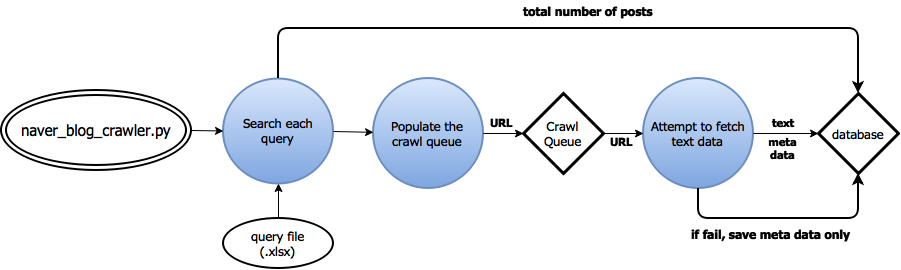 total number of posts
naver_blog_crawler.py
Search each
query
Populate the
crawl queue
URL
Crawl
Queue
URL
Attempt to fetch
text data
text
meta
data
database
query file
(.xlsx)
if fail, save meta data only